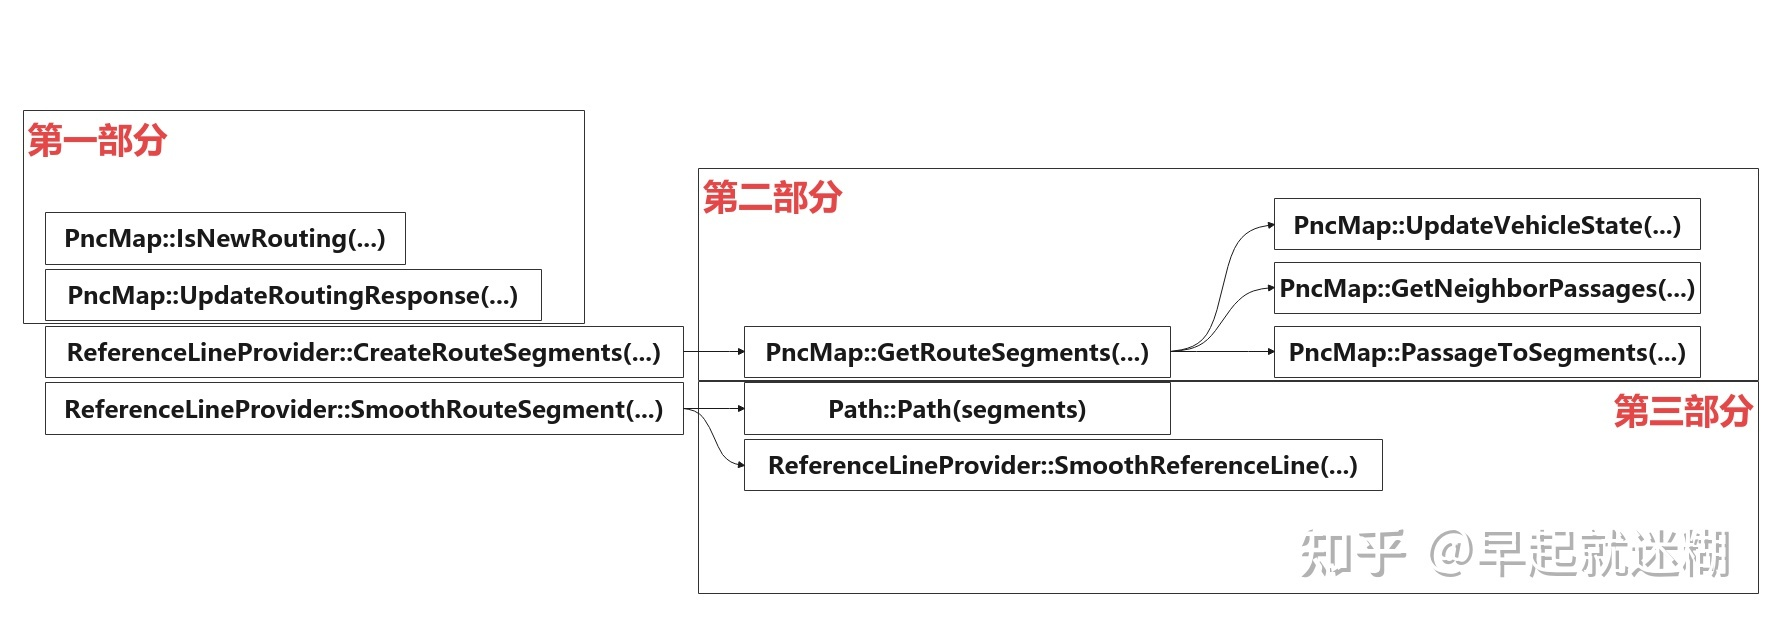 第一部分
PncMap::IsNewRouting(...)
PncMap::UpdateRoutingResponse(...)
ReferenceLineProvider::CreateRouteSegments(...)
ReferenceLineProvider::SmoothRouteSegment(...)
第二部分
PncMap::GetRouteSegments(...)
PncMap::UpdateVehicleState(...)
PncMap::GetNeighborPassages(...)
PncMap::PassageToSegments(...)
第三部分
Path::Path(segments)
ReferenceLineProvider::SmoothReferenceLine(...)
知乎 @早起就迷糊